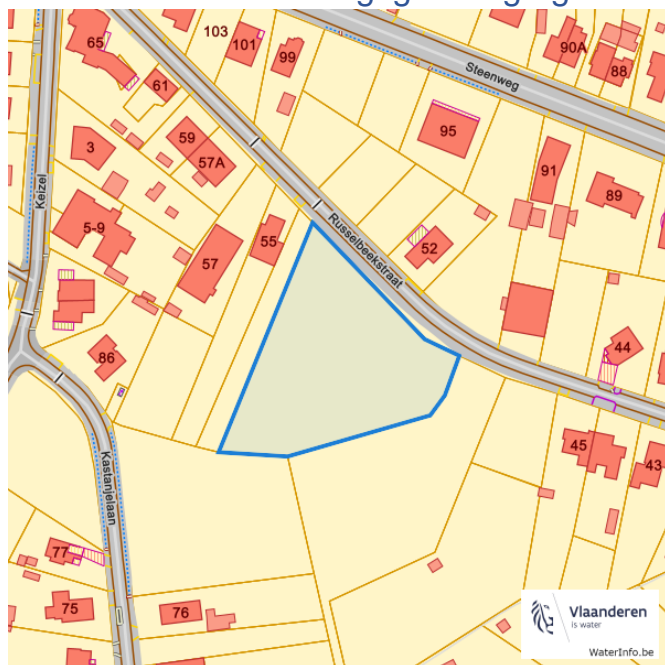 65
103
101
99
90A
88
61
Steenweg
3
59
57A
95
91
89
Keizel
5-9
Russelbeekstraat
55
52
57
86
44
45
43
Kastanjelaan
77
75
76
Vlaanderen
is water
WaterInfo.be